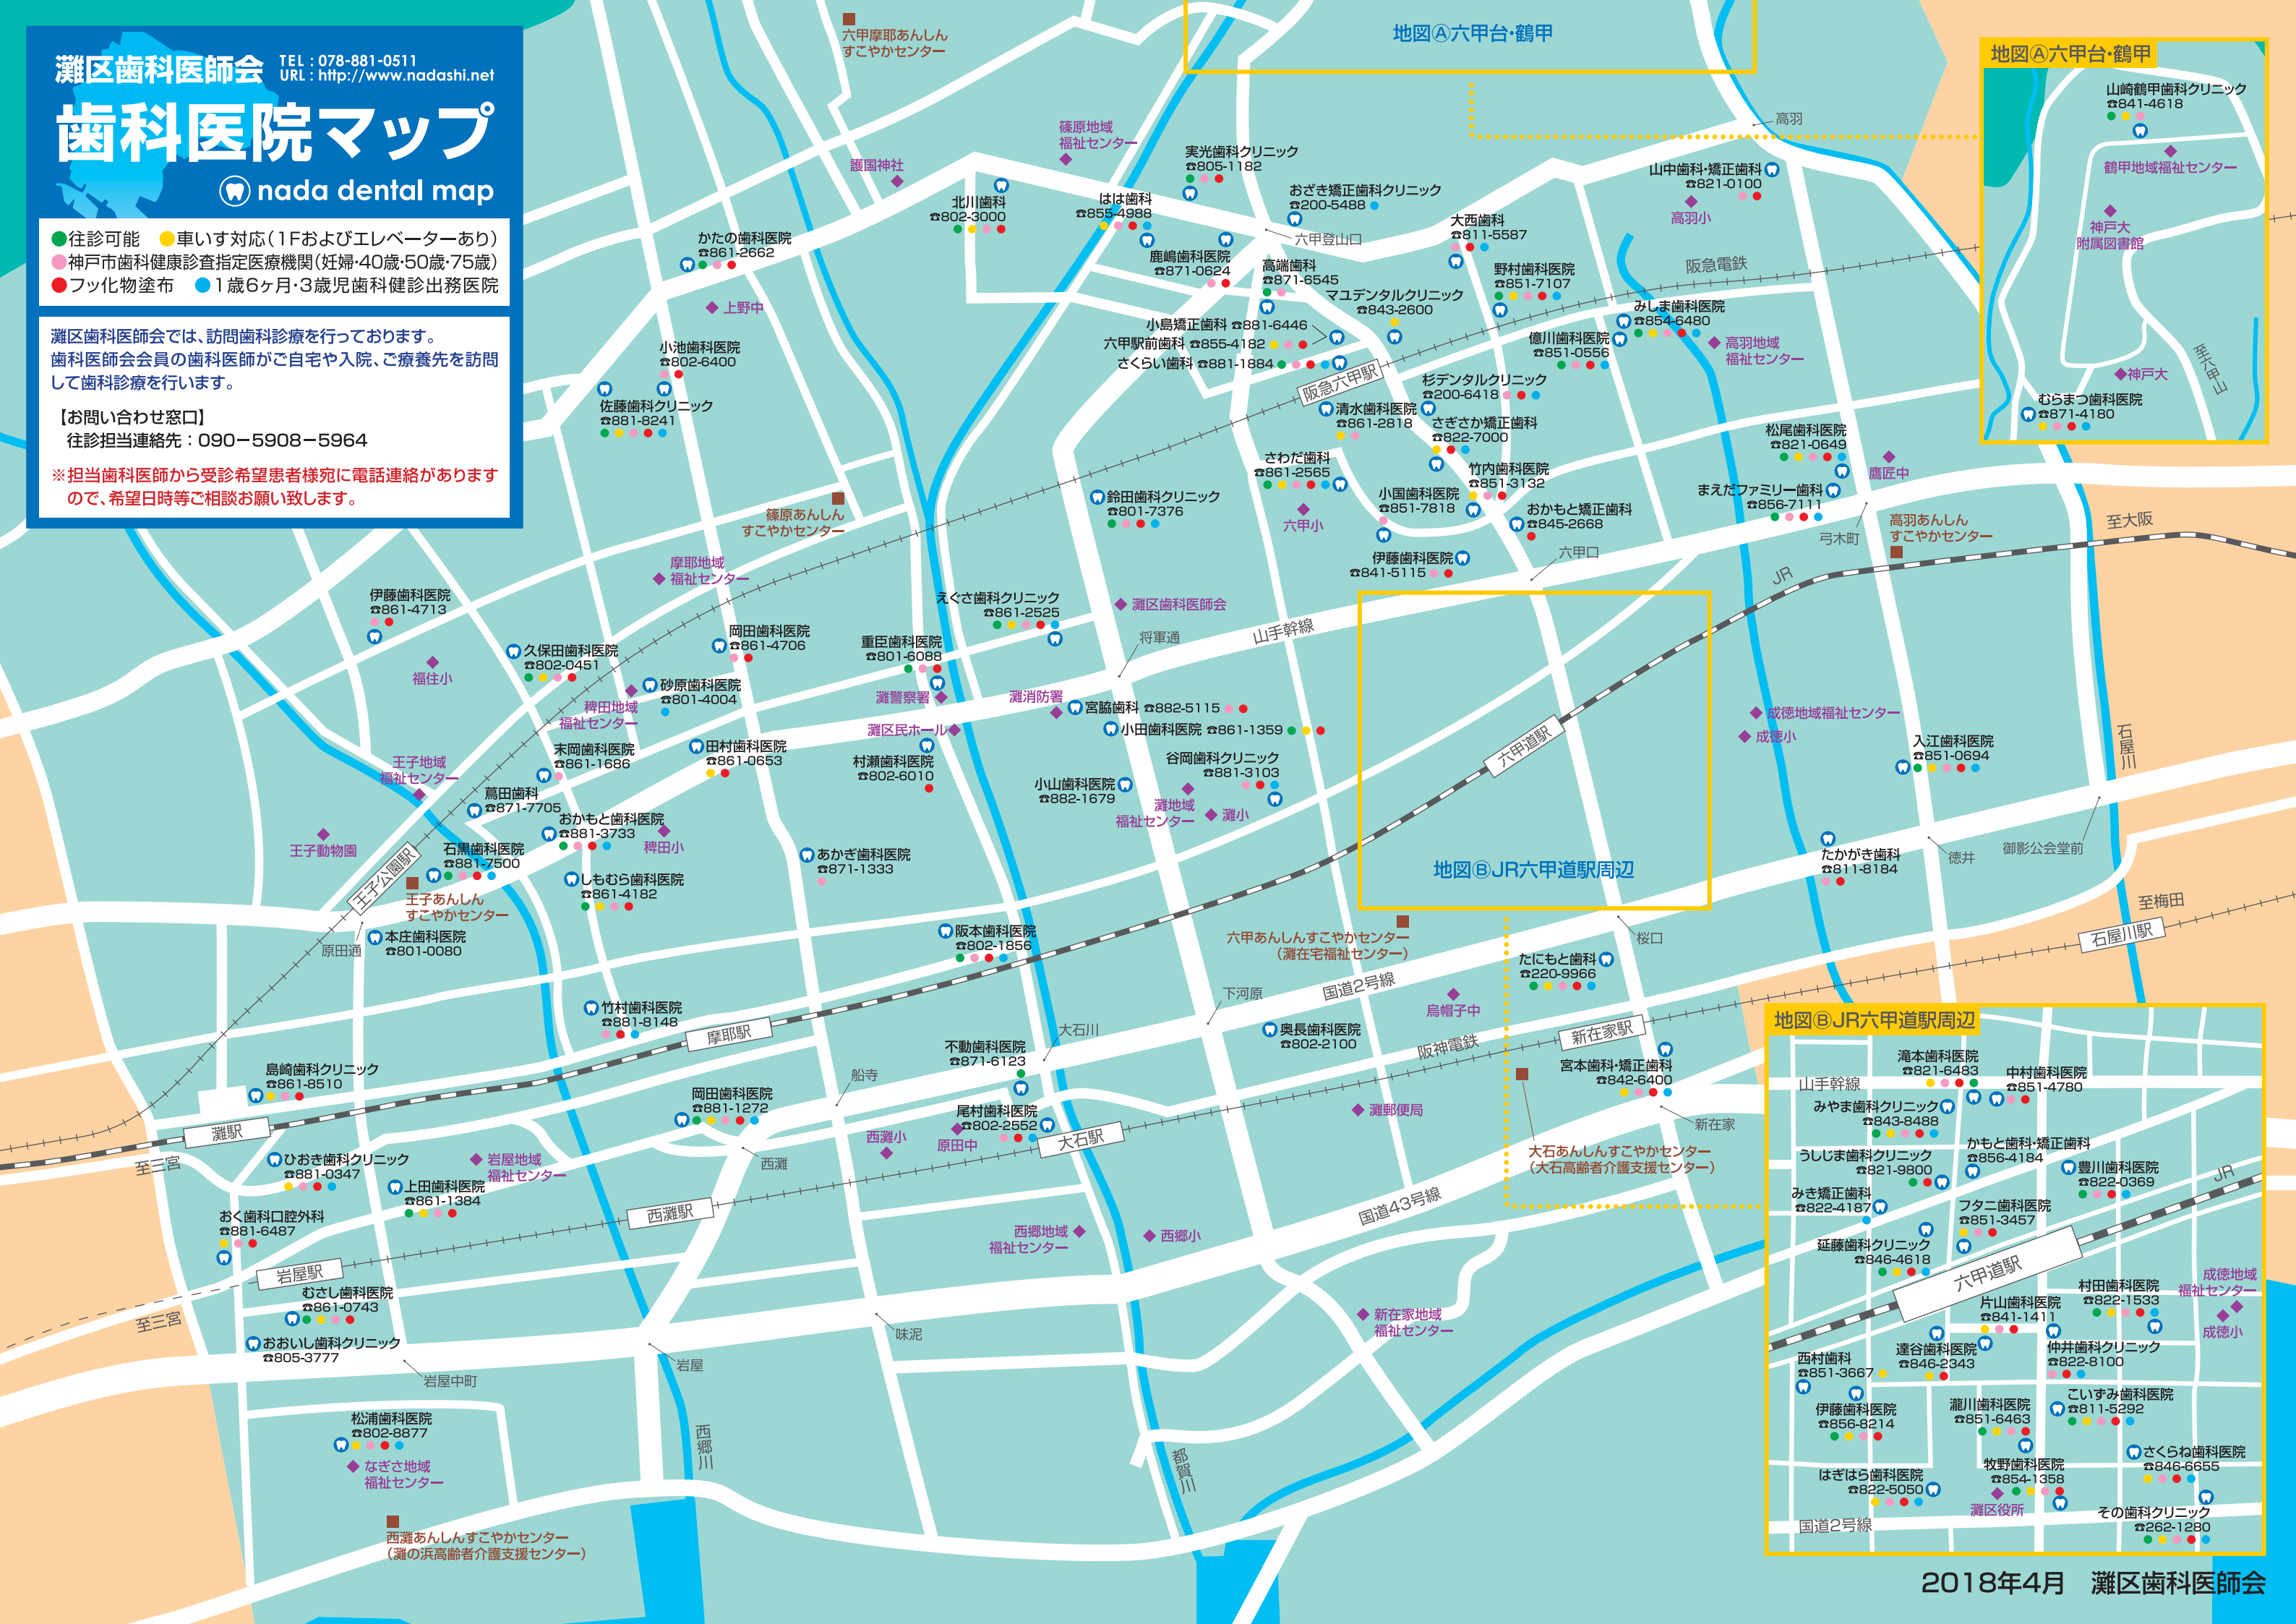 灘区歯科医師会
TEL : 078-881-0511
URL : http://www.nadashi.net
歯科医院マップ
nada dental map
●往診可能 ●車いす対応(1Fおよびエレベーターあり)
●神戸市歯科健康診査指定医療機関(妊婦・40歳・50歳・75歳)
●フッ化物塗布 ●1歳6ヶ月・3歳児歯科健診出務医院
灘区歯科医師会では、訪問歯科診療を行っております。
歯科医師会会員の歯科医師がご自宅や入院、ご療養先を訪問
して歯科診療を行います。
【お問い合わせ窓口】
往診担当連絡先:090-5908-5964
※担当歯科医師から受診希望患者様宛に電話連絡があります
ので、希望日時等ご相談お願い致します。
六甲摩耶あんしん
すこやかセンター
地図Ⓐ六甲台・鶴甲
護国神社
篠原地域
福祉センター
実光歯科クリニック
☎805-1182
高羽
山中歯科・矯正歯科
☎821-0100
高羽小
北川歯科
☎802-3000
はは歯科
☎855-4988
おざき矯正歯科クリニック
☎200-5488
六甲登山口
大西歯科
☎811-5587
かたの歯科医院
☎861-2662
上野中
鹿嶋歯科医院
☎871-0624
高端歯科
☎871-6545
野村歯科医院
☎851-7107
阪急電鉄
マユデンタルクリニック
☎843-2600
みしま歯科医院
☎854-6480
小島矯正歯科 ☎881-6446
六甲駅前歯科 ☎855-4182
さくらい歯科 ☎881-1884
億川歯科医院
☎851-0556
高羽地域
福祉センター
阪急六甲駅
小池歯科医院
☎802-6400
佐藤歯科クリニック
☎881-8241
杉デンタルクリニック
☎200-6418
清水歯科医院
☎861-2818
さぎさか矯正歯科
☎822-7000
さわだ歯科
☎861-2565
竹内歯科医院
☎851-3132
小国歯科医院
☎851-7818
六甲小
おかもと矯正歯科
☎845-2668
松尾歯科医院
☎821-0649
鷹匠中
まえだファミリー歯科
☎856-7111
弓木町
高羽あんしん
すこやかセンター
至大阪
JR
篠原あんしん
すこやかセンター
鈴田歯科クリニック
☎801-7376
伊藤歯科医院
☎841-5115
六甲口
摩耶地域
福祉センター
伊藤歯科医院
☎861-4713
福住小
えぐさ歯科クリニック
☎861-2525
灘区歯科医師会
将軍通
山手幹線
久保田歯科医院
☎802-0451
岡田歯科医院
☎861-4706
重臣歯科医院
☎801-6088
砂原歯科医院
☎801-4004
稗田地域
福祉センター
灘警察署
灘消防署
灘区民ホール
宮脇歯科 ☎882-5115
小田歯科医院 ☎861-1359
成徳地域福祉センター
成徳小
六甲道駅
石屋川
入江歯科医院
☎851-0694
末岡歯科医院
☎861-1686
田村歯科医院
☎861-0653
村瀬歯科医院
☎802-6010
谷岡歯科クリニック
☎881-3103
小山歯科医院
☎882-1679
灘地域
福祉センター
灘小
王子地域
福祉センター
蔦田歯科
☎871-7705
おかもと歯科医院
☎881-3733
稗田小
王子動物園
石黒歯科医院
☎881-7500
王子公園駅
王子あんしん
すこやかセンター
しもむら歯科医院
☎861-4182
あかぎ歯科医院
☎871-1333
地図ⒷJR六甲道駅周辺
たかがき歯科
☎811-8184
徳井
御影公会堂前
至梅田
石屋川駅
原田通
本庄歯科医院
☎801-0080
阪本歯科医院
☎802-1856
六甲あんしんすこやかセンター
(灘在宅福祉センター)
桜口
国道2号線
たにもと歯科
☎220-9966
烏帽子中
竹村歯科医院
☎881-8148
摩耶駅
下河原
大石川
奥長歯科医院
☎802-2100
阪神電鉄
新在家駅
宮本歯科・矯正歯科
☎842-6400
新在家
島崎歯科クリニック
☎861-8510
灘駅
至三宮
不動歯科医院
☎871-6123
船寺
岡田歯科医院
☎881-1272
尾村歯科医院
☎802-2552
西灘小
原田中
大石駅
西灘
灘郵便局
大石あんしんすこやかセンター
(大石高齢者介護支援センター)
ひおき歯科クリニック
☎881-0347
岩屋地域
福祉センター
上田歯科医院
☎861-1384
おく歯科口腔外科
☎881-6487
西灘駅
西郷地域
福祉センター
西郷小
国道43号線
岩屋駅
至三宮
むさし歯科医院
☎861-0743
おおいし歯科クリニック
☎805-3777
岩屋中町
岩屋
味泥
新在家地域
福祉センター
松浦歯科医院
☎802-8877
なぎさ地域
福祉センター
西郷川
都賀川
西灘あんしんすこやかセンター
(灘の浜高齢者介護支援センター)
地図Ⓐ六甲台・鶴甲
山崎鶴甲歯科クリニック
☎841-4618
鶴甲地域福祉センター
神戸大
附属図書館
至六甲山
神戸大
むらまつ歯科医院
☎871-4180
地図ⒷJR六甲道駅周辺
滝本歯科医院
☎821-6483
山手幹線
中村歯科医院
☎851-4780
みやま歯科クリニック
☎843-8488
かもと歯科・矯正歯科
☎856-4184
うしじま歯科クリニック
☎821-9800
豊川歯科医院
☎822-0369
JR
みき矯正歯科
☎822-4187
フタニ歯科医院
☎851-3457
延藤歯科クリニック
☎846-4618
六甲道駅
成徳地域
福祉センター
成徳小
村田歯科医院
☎822-1533
片山歯科医院
☎841-1411
達谷歯科医院
☎846-2343
仲井歯科クリニック
☎822-8100
西村歯科
☎851-3667
伊藤歯科医院
☎856-8214
瀧川歯科医院
☎851-6463
こいずみ歯科医院
☎811-5292
さくらね歯科医院
☎846-6655
牧野歯科医院
☎854-1358
はぎはら歯科医院
☎822-5050
灘区役所
その歯科クリニック
☎262-1280
国道2号線
2018年4月 灘区歯科医師会